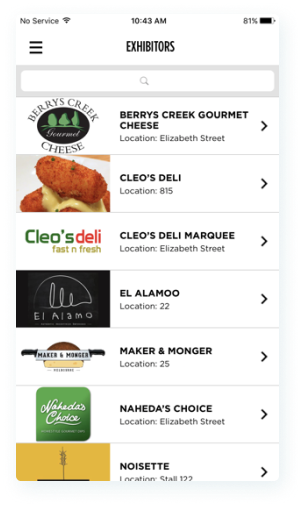 No Service 10:43 AM 81%
EXHIBITORS
BERRYS CREEK
Gourmet
CHEESE
BERRYS CREEK GOURMET
CHEESE
Location: Elizabeth Street
CLEO'S DELI
Location: 815
Cleo's deli
fast n fresh
CLEO'S DELI MARQUEE
Location: Elizabeth Street
El Alamo
EL ALAMOO
Location: 22
MAKER & MONGER
MAKER & MONGER
Location: 25
Naheda's
Choice
NAHEDA'S CHOICE
Location: Elizabeth Street
NOISETTE
Location: Stall 122